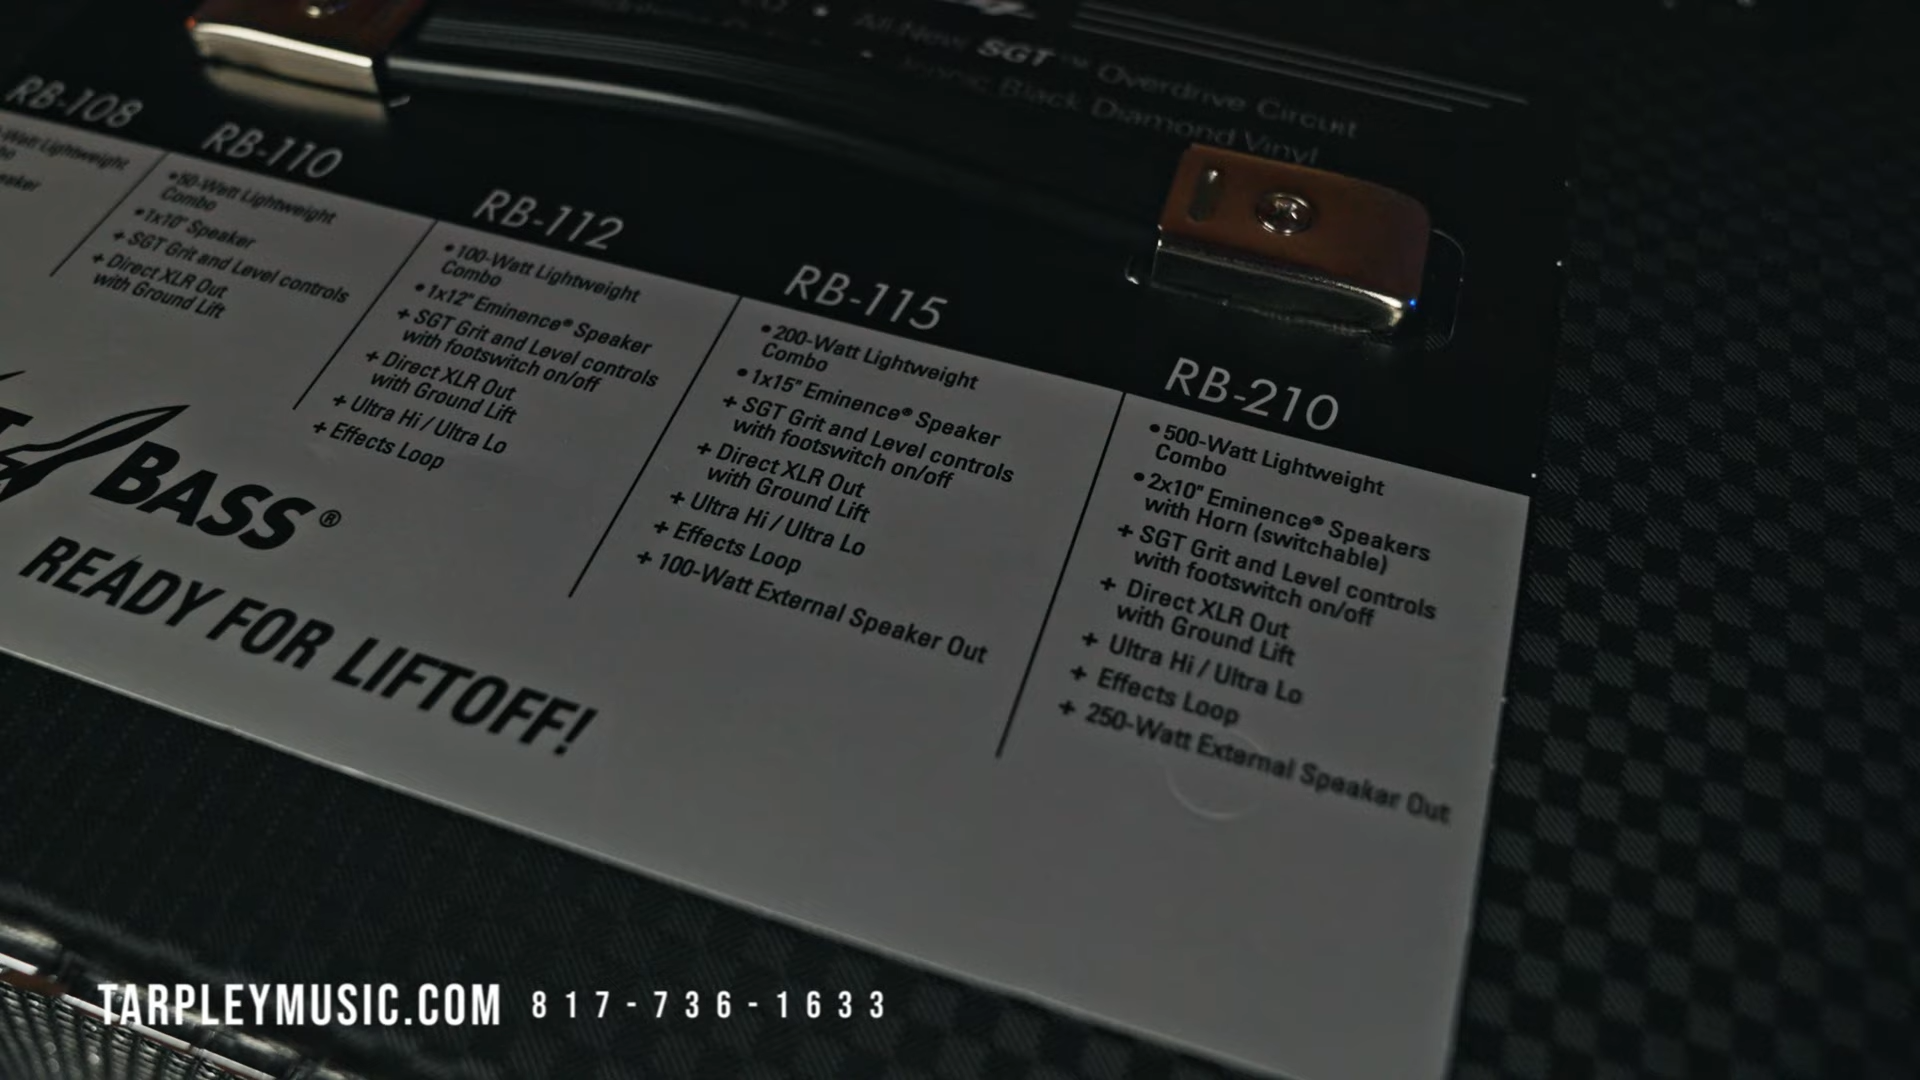 All New SGT™ Overdrive Circuit
Black Diamond Vinyl
RB-108
Lightweight
RB-110
•50-Watt Lightweight
Combo
•1x10" Speaker
+ SGT Grit and Level controls
+ Direct XLR Out
with Ground Lift
RB-112
•100-Watt Lightweight
Combo
•1x12" Eminence® Speaker
+ SGT Grit and Level controls
with footswitch on/off
+ Direct XLR Out
with Ground Lift
+ Ultra Hi / Ultra Lo
+ Effects Loop
RB-115
•200-Watt Lightweight
Combo
•1x15" Eminence® Speaker
+ SGT Grit and Level controls
with footswitch on/off
+ Direct XLR Out
with Ground Lift
+ Ultra Hi / Ultra Lo
+ Effects Loop
+ 100-Watt External Speaker Out
RB-210
•500-Watt Lightweight
Combo
•2x10" Eminence® Speakers
with Horn (switchable)
+ SGT Grit and Level controls
with footswitch on/off
+ Direct XLR Out
with Ground Lift
+ Ultra Hi / Ultra Lo
+ Effects Loop
+ 250-Watt External Speaker Out
BASS®
READY FOR LIFTOFF!
TARPLEYMUSIC.COM 817-736-1633